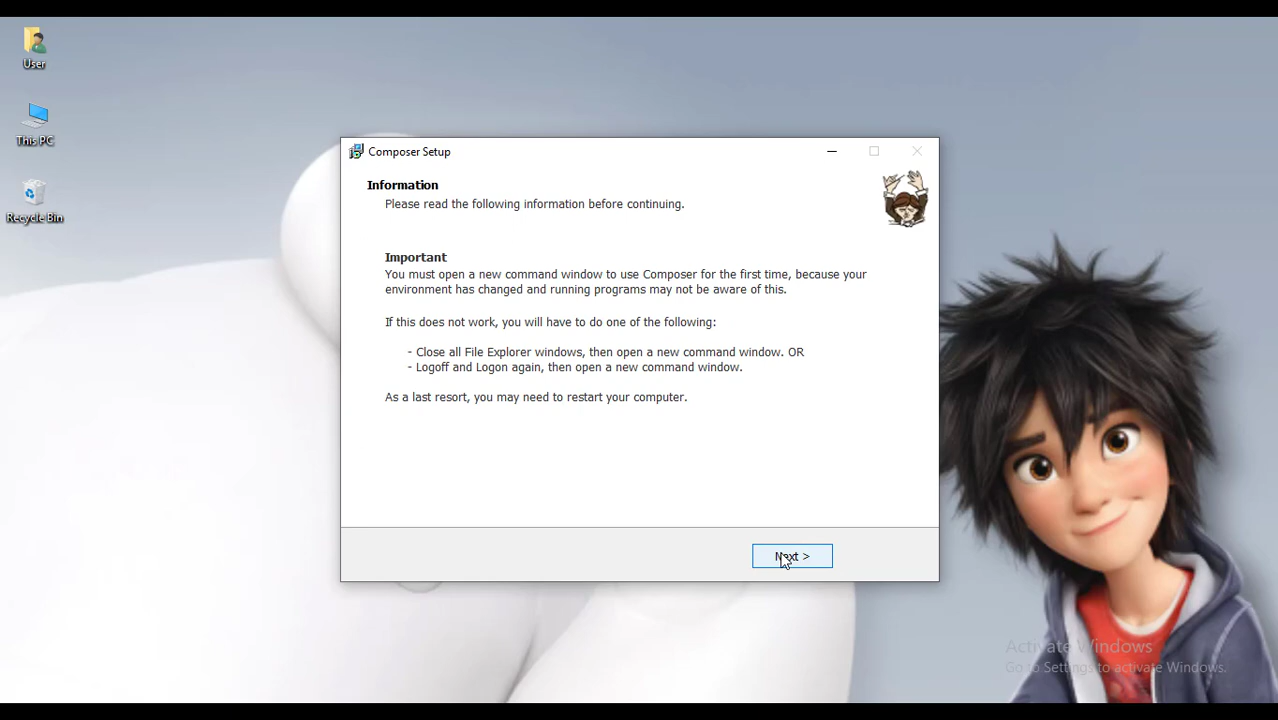 User
This PC
Recycle Bin
Composer Setup
Information
Please read the following information before continuing.
Important
You must open a new command window to use Composer for the first time, because your
environment has changed and running programs may not be aware of this.
If this does not work, you will have to do one of the following:
- Close all File Explorer windows, then open a new command window. OR
- Logoff and Logon again, then open a new command window.
As a last resort, you may need to restart your computer.
Next >
Activate Windows
Go to Settings to activate Windows.